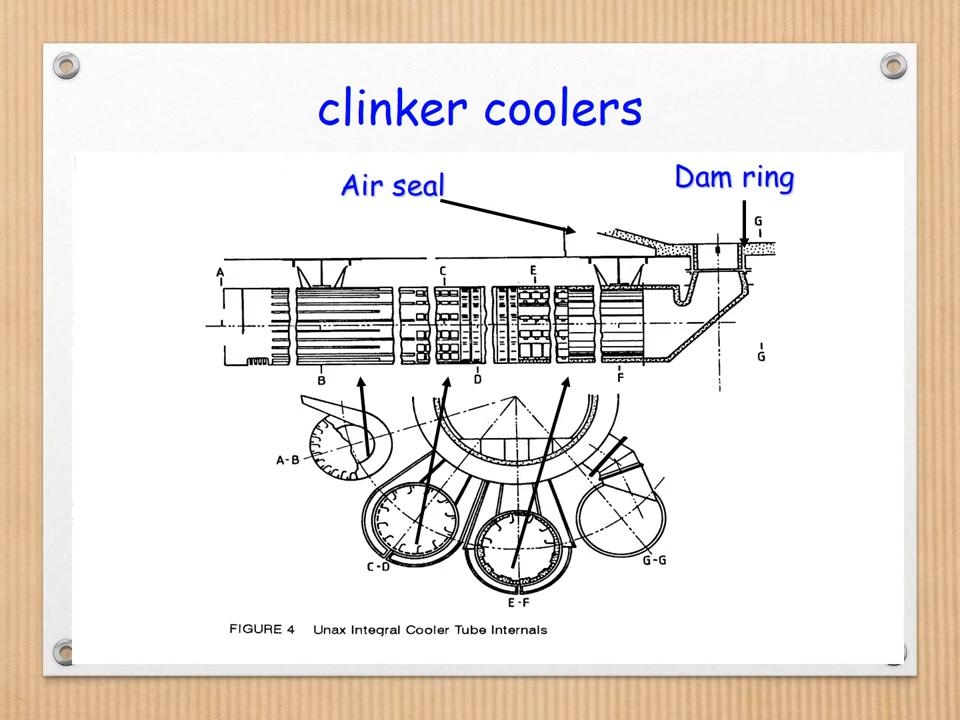 clinker coolers
Air seal
Dam ring
G
A
C
E
B
D
F
G
A-B
C-D
G-G
E-F
FIGURE 4 Unax Integral Cooler Tube Internals